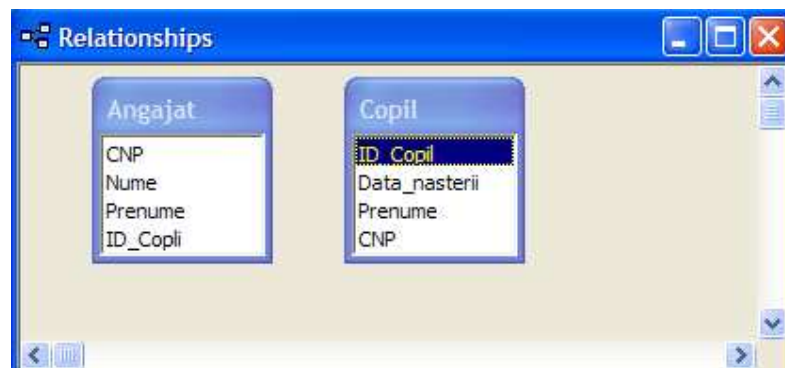 Relationships
Angajat
CNP
Nume
Prenume
ID_Copli
Copil
ID_Copil
Data_nasterii
Prenume
CNP